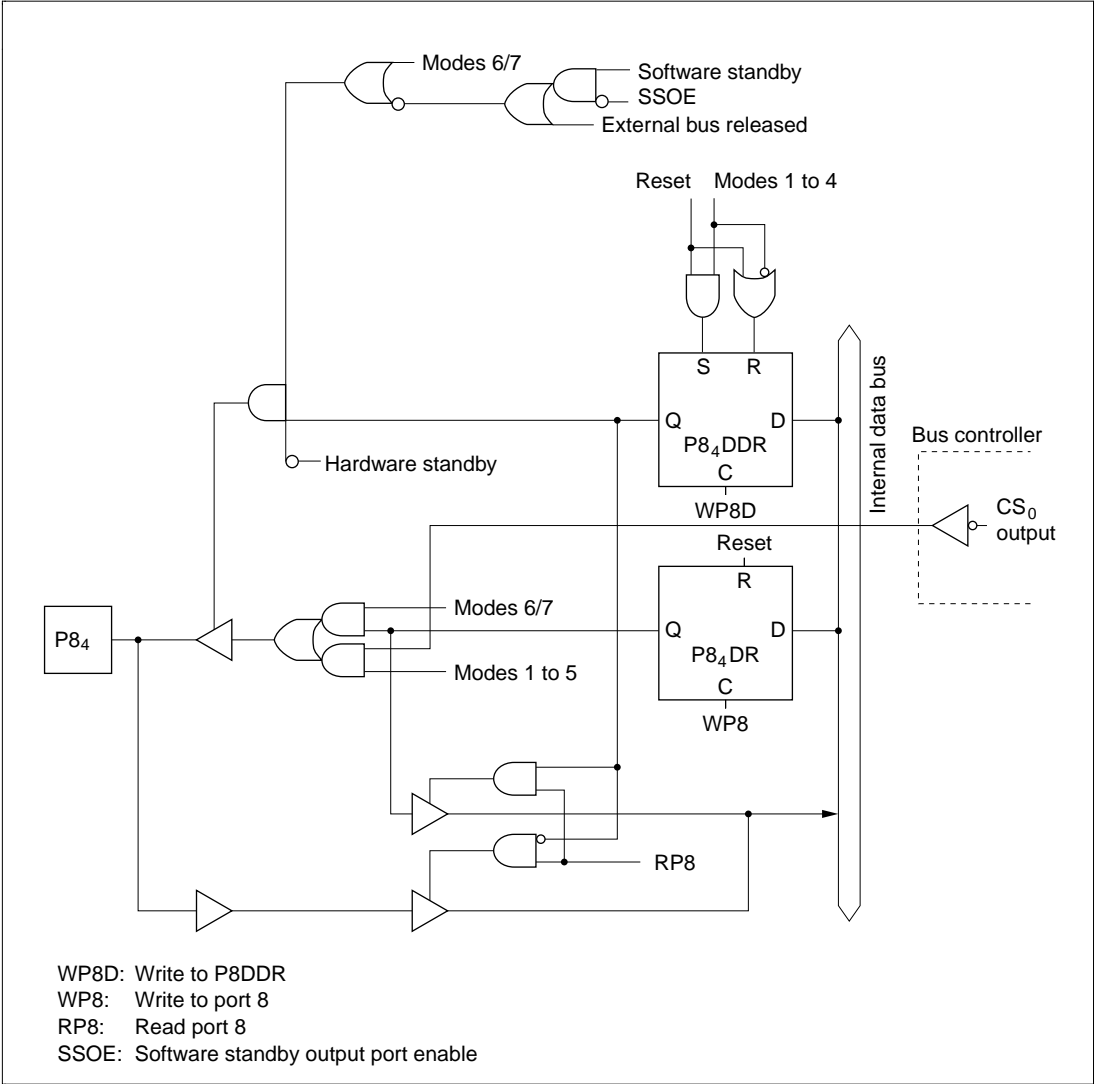 Modes 6/7
Software standby
SSOE
External bus released
Reset Modes 1 to 4
S R
Q D
P8₄DDR
C
WP8D
Hardware standby
Internal data bus
Bus controller
CS₀
output
Reset
R
Modes 6/7
Q D
P8₄DR
C
WP8
P8₄
Modes 1 to 5
RP8
WP8D: Write to P8DDR
WP8: Write to port 8
RP8: Read port 8
SSOE: Software standby output port enable